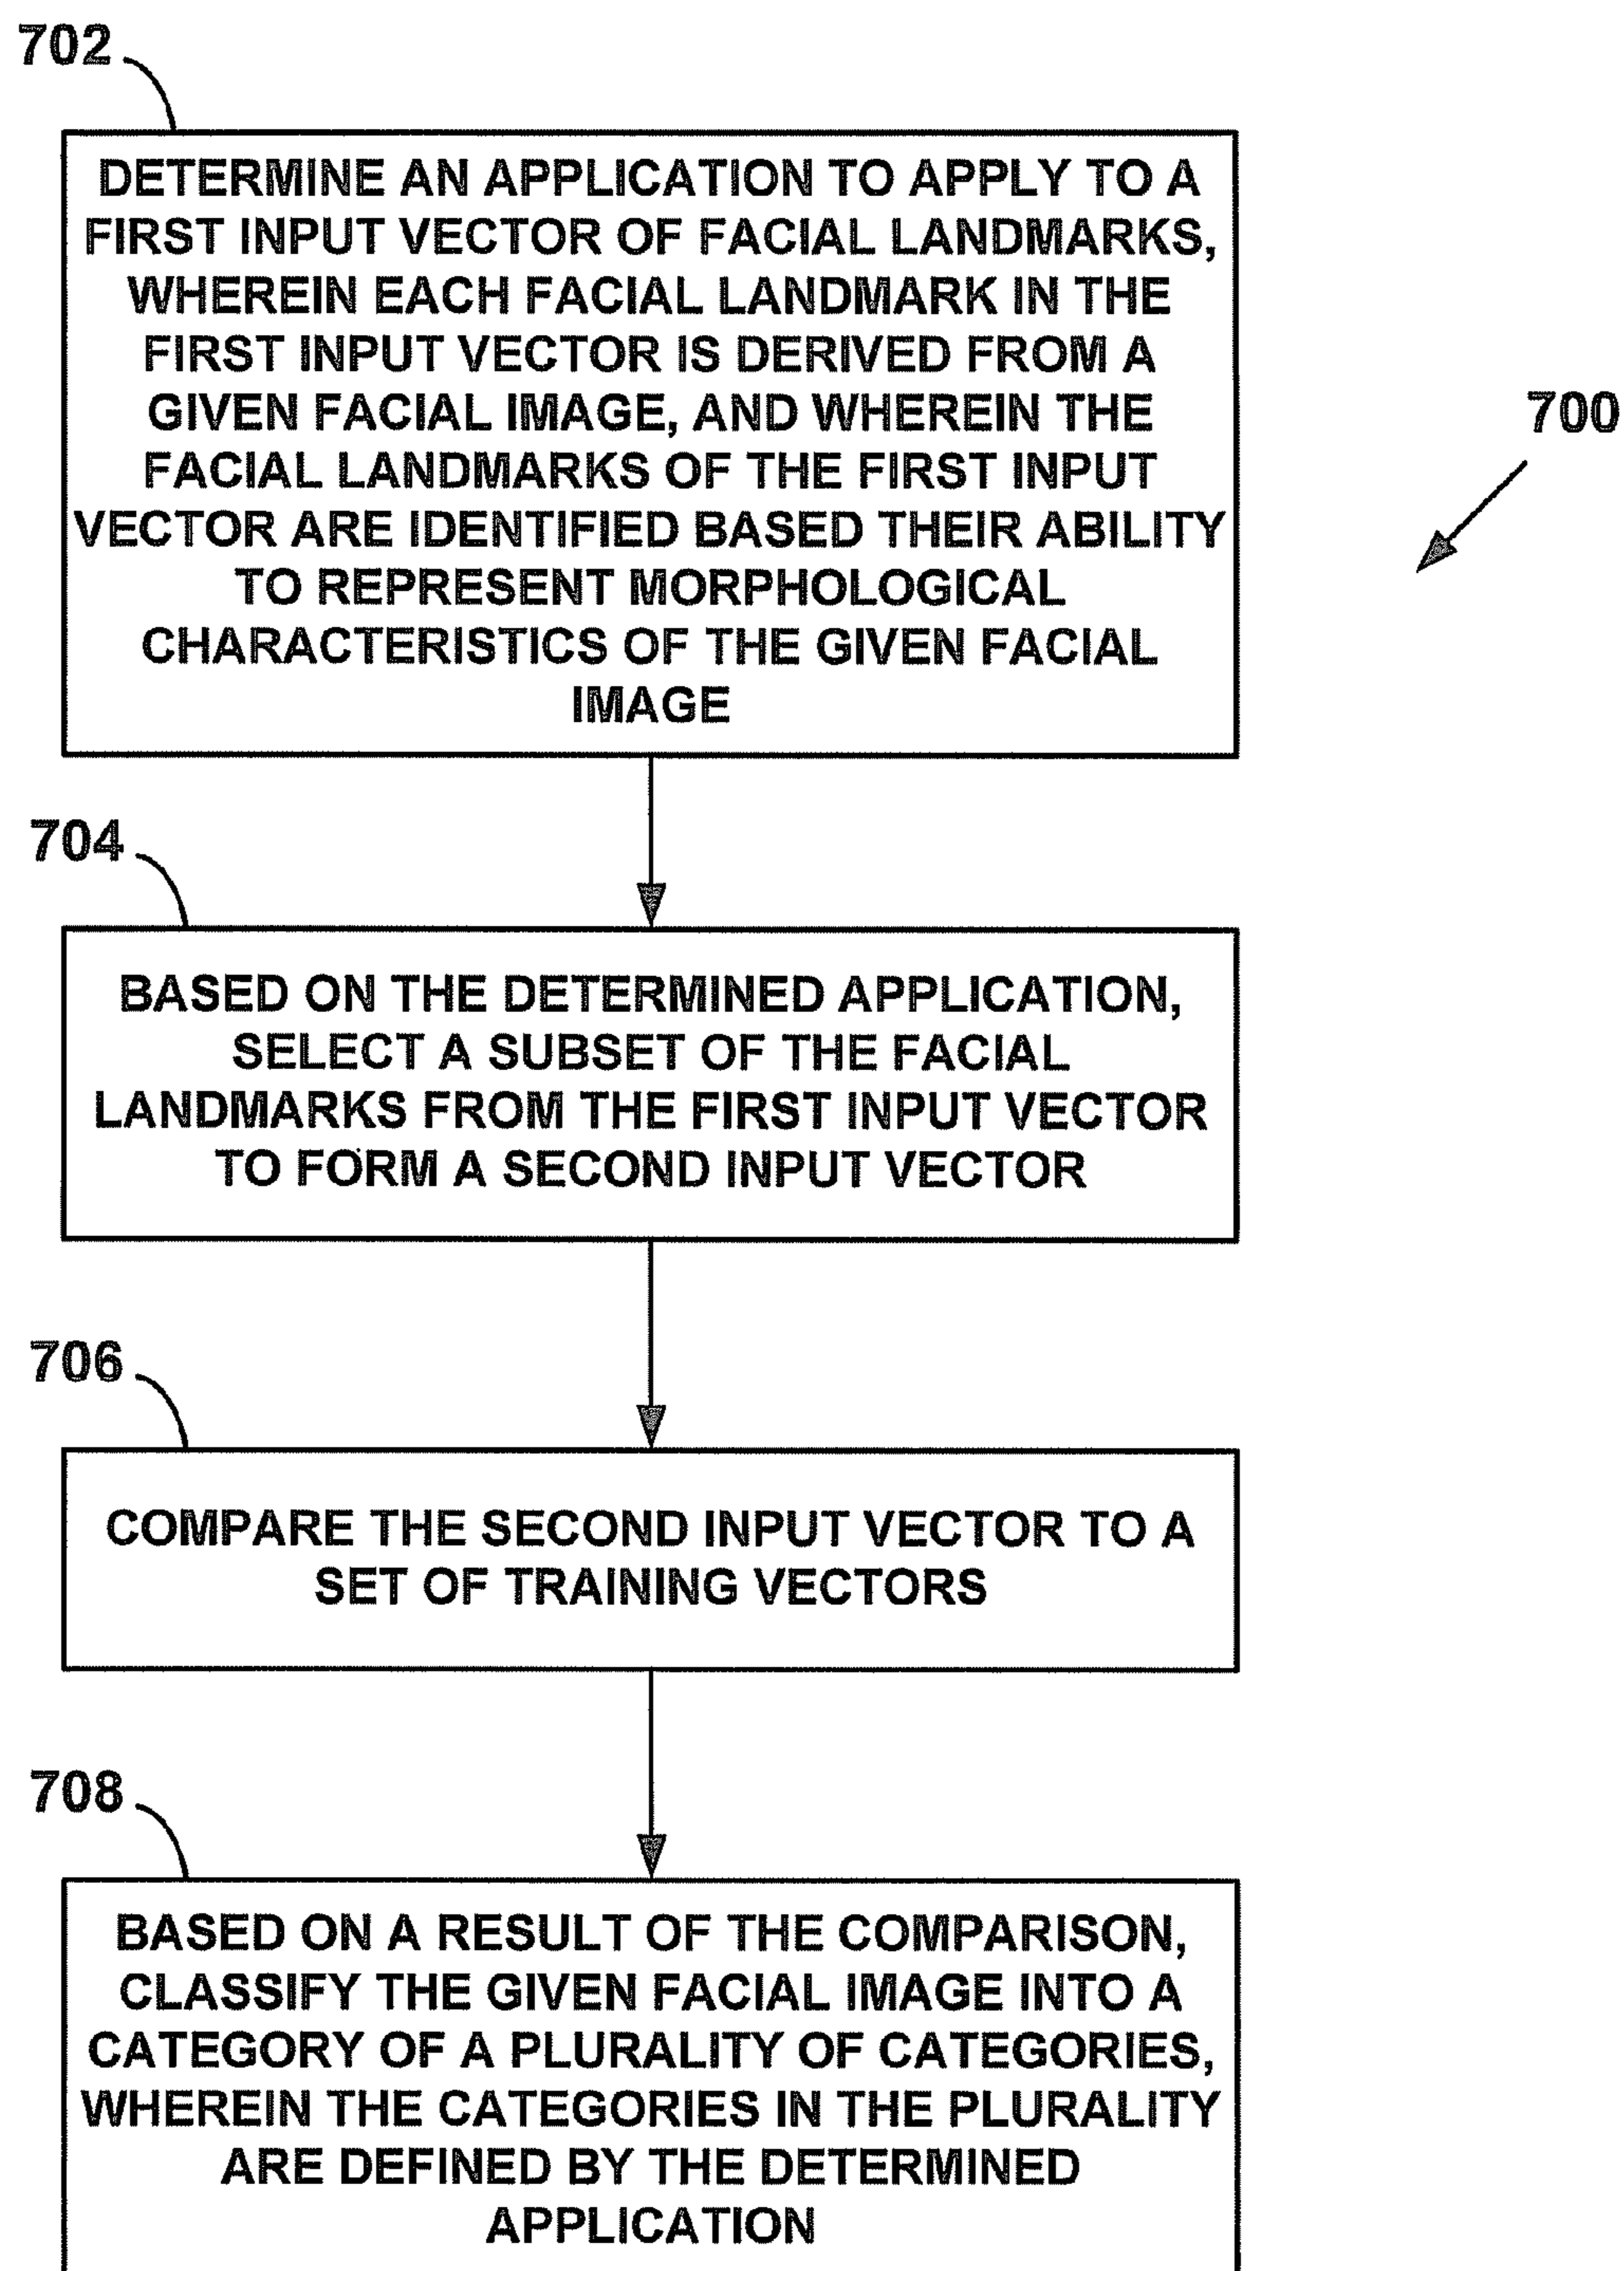 702
DETERMINE AN APPLICATION TO APPLY TO A
FIRST INPUT VECTOR OF FACIAL LANDMARKS,
WHEREIN EACH FACIAL LANDMARK IN THE
FIRST INPUT VECTOR IS DERIVED FROM A
GIVEN FACIAL IMAGE, AND WHEREIN THE
FACIAL LANDMARKS OF THE FIRST INPUT
VECTOR ARE IDENTIFIED BASED THEIR ABILITY
TO REPRESENT MORPHOLOGICAL
CHARACTERISTICS OF THE GIVEN FACIAL
IMAGE
700
704
BASED ON THE DETERMINED APPLICATION,
SELECT A SUBSET OF THE FACIAL
LANDMARKS FROM THE FIRST INPUT VECTOR
TO FORM A SECOND INPUT VECTOR
706
COMPARE THE SECOND INPUT VECTOR TO A
SET OF TRAINING VECTORS
708
BASED ON A RESULT OF THE COMPARISON,
CLASSIFY THE GIVEN FACIAL IMAGE INTO A
CATEGORY OF A PLURALITY OF CATEGORIES,
WHEREIN THE CATEGORIES IN THE PLURALITY
ARE DEFINED BY THE DETERMINED
APPLICATION